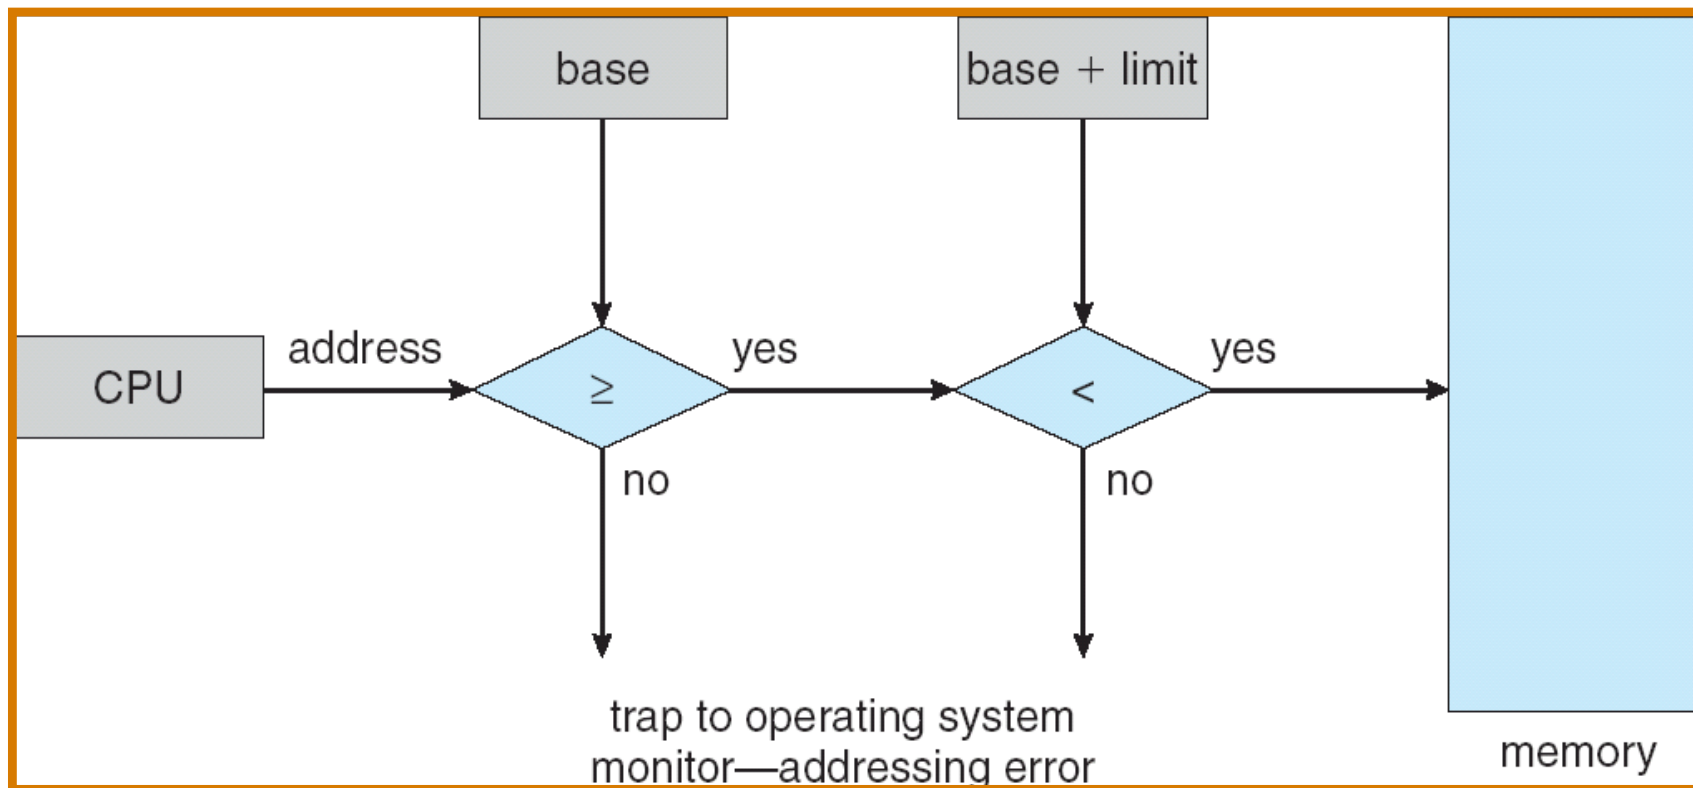 base
base + limit
address
yes
yes
CPU
≥
<
no
no
trap to operating system
monitor—addressing error
memory